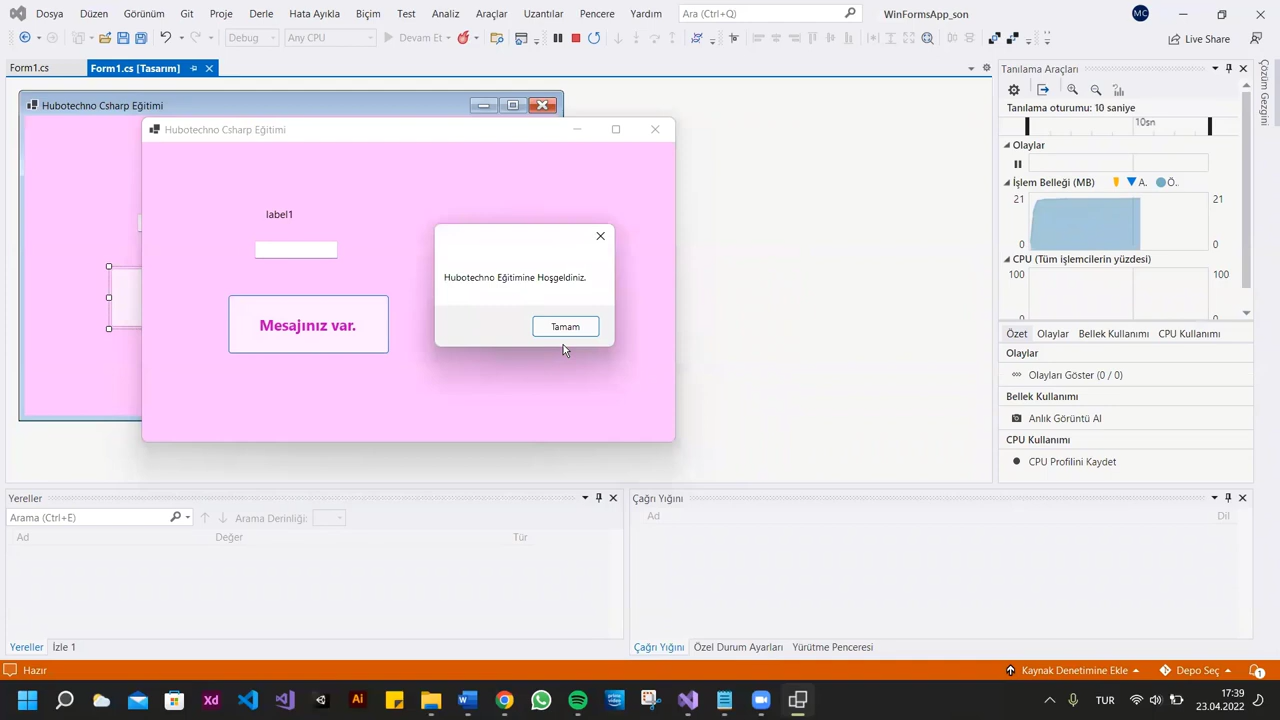 Dosya Düzen Görünüm Git Proje Derle Hata Ayıkla Biçim Test Analiz Araçlar Uzantılar Pencere Yardım Ara (Ctrl+Q) WinFormsApp_son MC
Debug Any CPU Devam Et Live Share
Form1.cs Form1.cs [Tasarım]
Hubotechno Csharp Eğitimi
Hubotechno Csharp Eğitimi
label1
Mesajınız var.
Hubotechno Eğitimine Hoşgeldiniz.
Tamam
Tanılama Araçları
Tanılama oturumu: 10 saniye
10sn
Olaylar
İşlem Belleği (MB) A. Ö..
21 21
0 0
CPU (Tüm işlemcilerin yüzdesi)
100 100
Özet Olaylar Bellek Kullanımı CPU Kullanımı
Olaylar
Olayları Göster (0 / 0)
Bellek Kullanımı
Anlık Görüntü Al
CPU Kullanımı
CPU Profilini Kaydet
Çözüm Gezgini
Yereller
Arama (Ctrl+E) Arama Derinliği:
Ad Değer Tür
Yereller İzle 1
Çağrı Yığını
Ad Dil
Çağrı Yığını Özel Durum Ayarları Yürütme Penceresi
Hazır Kaynak Denetimine Ekle Depo Seç 1
Xd Ai W TUR 17:39
23.04.2022